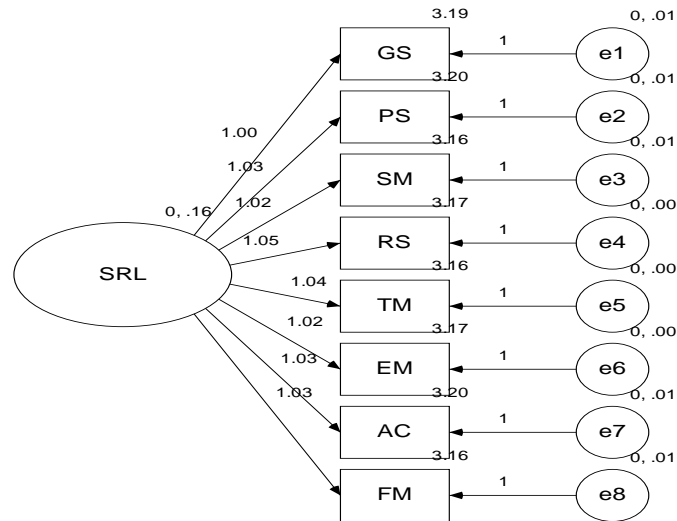 3.19
0, .01
GS
1
e1
3.20
0, .01
1.00
PS
1
e2
3.16
0, .01
1.03
SM
1
e3
3.17
0, .00
0, .16
1.02
RS
1
e4
3.16
0, .00
1.05
SRL
TM
1
e5
3.17
0, .00
1.04
EM
1
e6
3.20
0, .01
1.02
AC
1
e7
3.16
0, .01
1.03
FM
1
e8
1.03